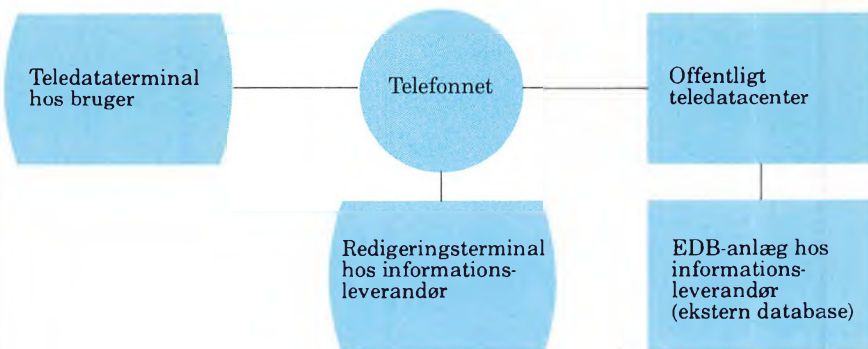 Teledataterminal
hos bruger
Telefonnet
Offentligt
teledatacenter
Redigeringsterminal
hos informations-
leverandør
EDB-anlæg hos
informations-
leverandør
(ekstern database)